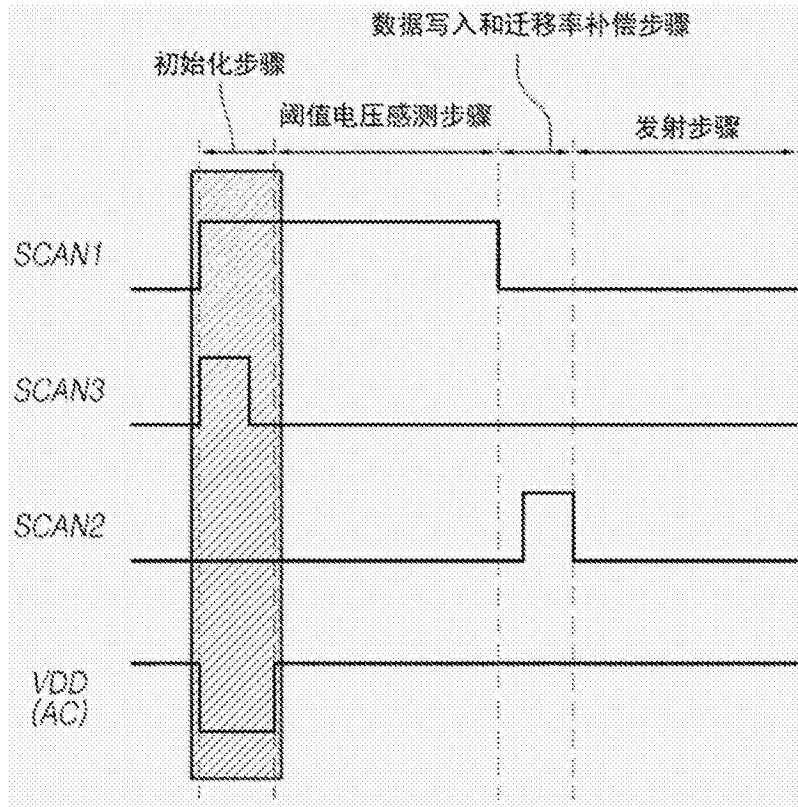 数据写入和迁移率补偿步骤
初始化步骤
阈值电压感测步骤
发射步骤
SCAN1
SCAN3
SCAN2
VDD
(AC)